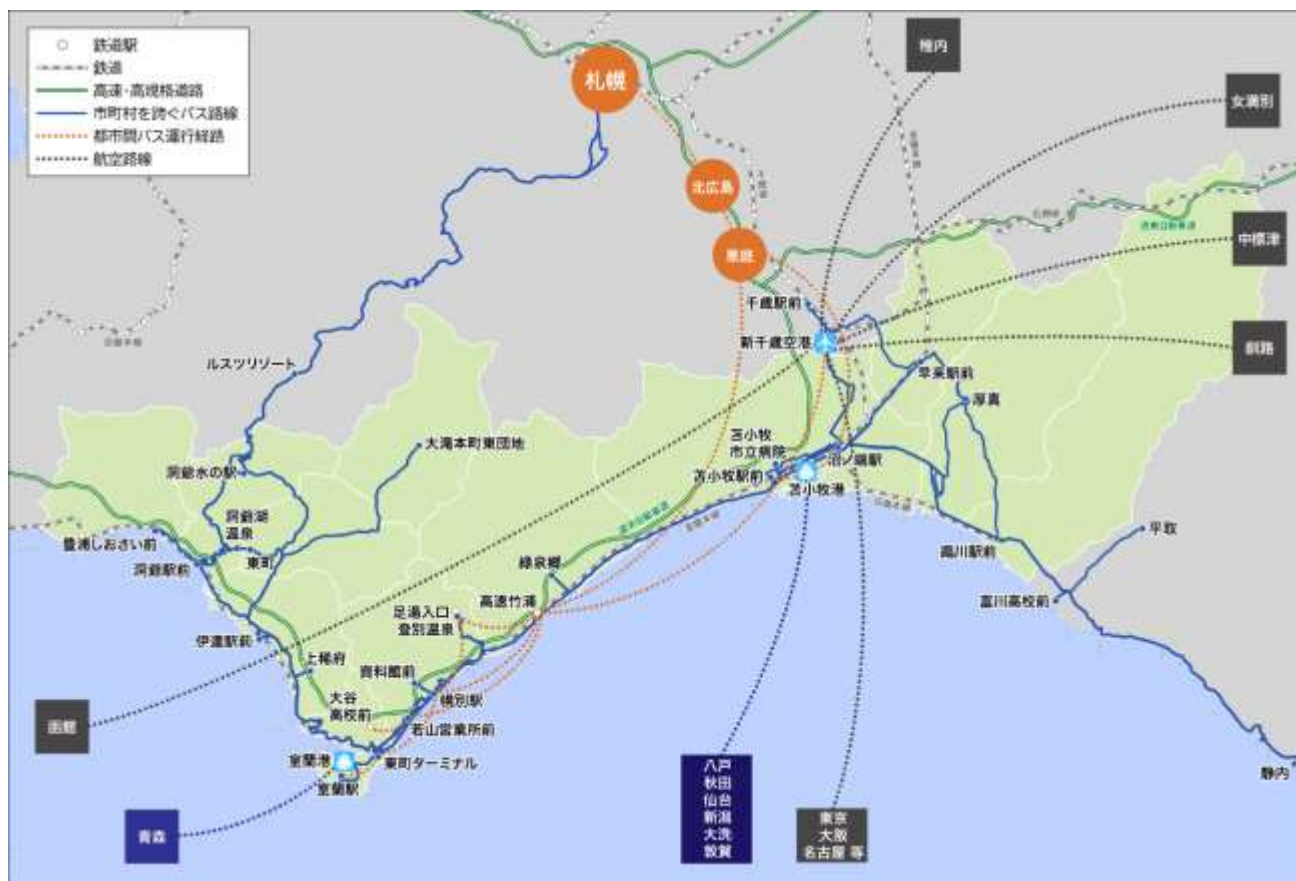 鉄道駅
鉄道
高速・高規格道路
市町村を跨ぐバス路線
都市間バス運行経路
航空路線
札幌
北広島
恵庭
稚内
女満別
中標津
釧路
千歳駅前
新千歳空港
早来駅前
厚真
ルスツリゾート
大滝本町東団地
苫小牧
市立病院
沼ノ端駅
苫小牧駅前
苫小牧港
洞爺水の駅
洞爺湖
温泉
豊浦しおさい前
洞爺駅前
東町
鵡川駅前
平取
富川高校前
緑泉郷
高速竹浦
足湯入口
登別温泉
伊達駅前
上稀府
資料館前
大谷
高校前
幌別駅
若山営業所前
室蘭港
東町ターミナル
室蘭駅
静内
函館
青森
八戸
秋田
仙台
新潟
大洗
敦賀
東京
大阪
名古屋 等